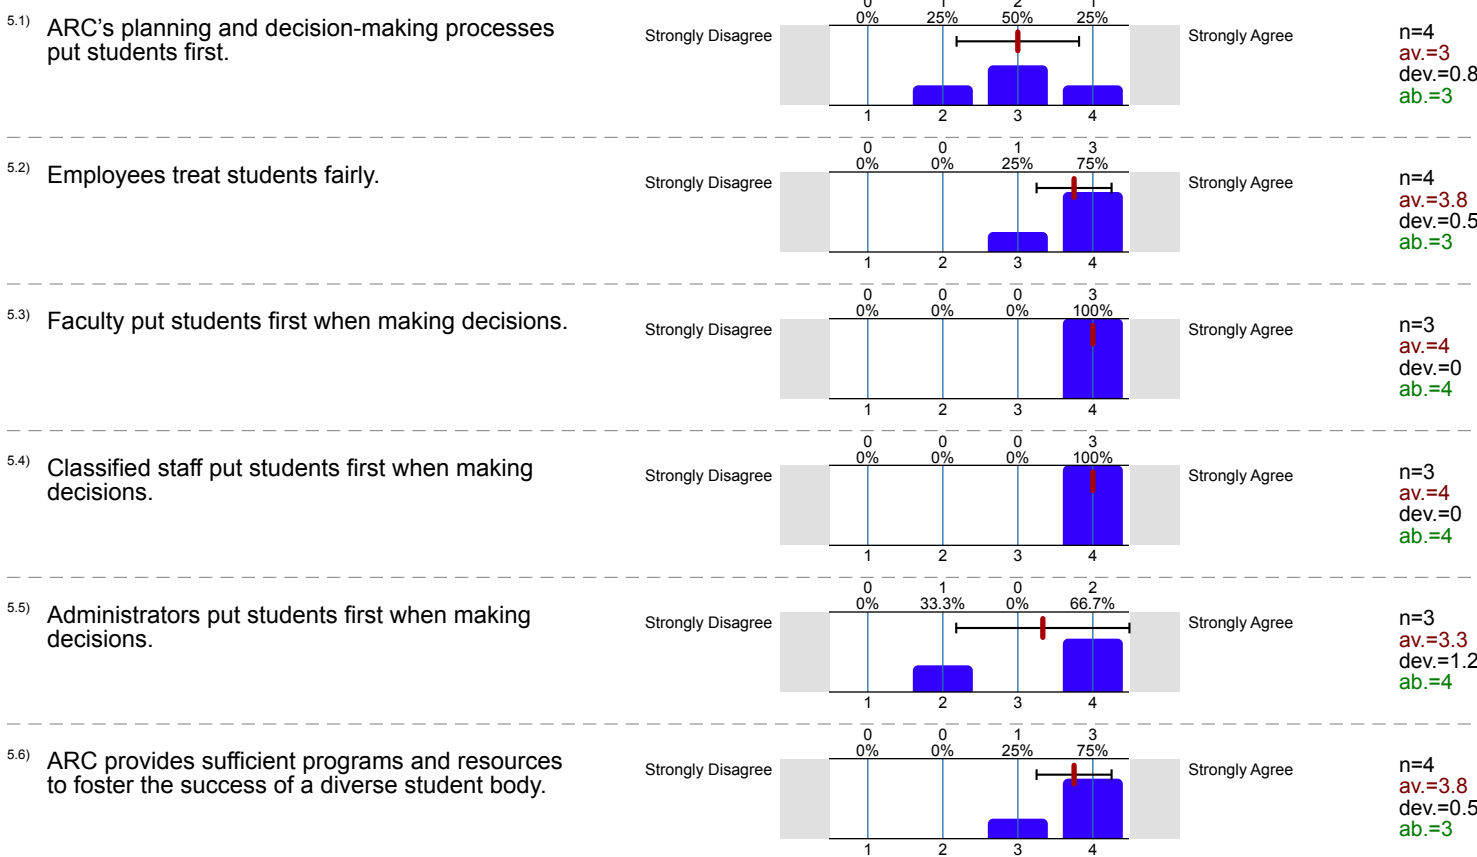 0 1 2 1
0% 25% 50% 25%
5.1) ARC's planning and decision-making processes
put students first.
Strongly Disagree
Strongly Agree
n=4
av.=3
dev.=0.8
ab.=3
1 2 3 4
0 0 1 3
0% 0% 25% 75%
5.2) Employees treat students fairly.
Strongly Disagree
Strongly Agree
n=4
av.=3.8
dev.=0.5
ab.=3
1 2 3 4
0 0 0 3
0% 0% 0% 100%
5.3) Faculty put students first when making decisions.
Strongly Disagree
Strongly Agree
n=3
av.=4
dev.=0
ab.=4
1 2 3 4
0 0 0 3
0% 0% 0% 100%
5.4) Classified staff put students first when making
decisions.
Strongly Disagree
Strongly Agree
n=3
av.=4
dev.=0
ab.=4
1 2 3 4
0 1 0 2
0% 33.3% 0% 66.7%
5.5) Administrators put students first when making
decisions.
Strongly Disagree
Strongly Agree
n=3
av.=3.3
dev.=1.2
ab.=4
1 2 3 4
0 0 1 3
0% 0% 25% 75%
5.6) ARC provides sufficient programs and resources
to foster the success of a diverse student body.
Strongly Disagree
Strongly Agree
n=4
av.=3.8
dev.=0.5
ab.=3
1 2 3 4